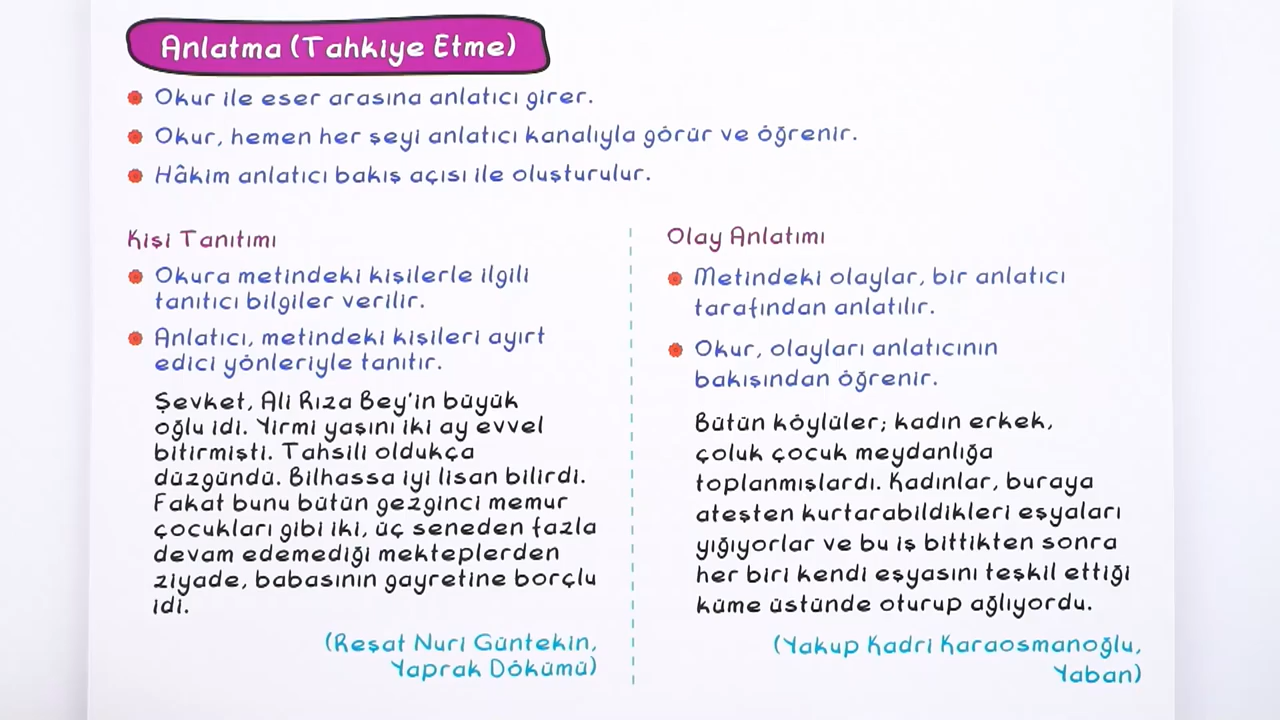 Anlatma (Tahkiye Etme)
Okur ile eser arasına anlatıcı girer.
Okur, hemen her şeyi anlatıcı kanalıyla görür ve öğrenir.
Hâkim anlatıcı bakış açısı ile oluşturulur.
Kişi Tanıtımı
Okura metindeki kişilerle ilgili
tanıtıcı bilgiler verilir.
Anlatıcı, metindeki kişileri ayırt
edici yönleriyle tanıtır.
Şevket, Ali Rıza Bey'in büyük
oğlu idi. Yirmi yaşını iki ay evvel
bitirmişti. Tahsili oldukça
düzgündü. Bilhassa iyi lisan bilirdi.
Fakat bunu bütün gezginci memur
çocukları gibi iki, üç seneden fazla
devam edemediği mekteplerden
ziyade, babasının gayretine borçlu
idi.
(Reşat Nuri Güntekin,
Yaprak Dökümü)
Olay Anlatımı
Metindeki olaylar, bir anlatıcı
tarafından anlatılır.
Okur, olayları anlatıcının
bakışından öğrenir.
Bütün köylüler; kadın erkek,
çoluk çocuk meydanlığa
toplanmışlardı. Kadınlar, buraya
ateşten kurtarabildikleri eşyaları
yığıyorlar ve bu iş bittikten sonra
her biri kendi eşyasını teşkil ettiği
küme üstünde oturup ağlıyordu.
(Yakup Kadri Karaosmanoğlu,
Yaban)